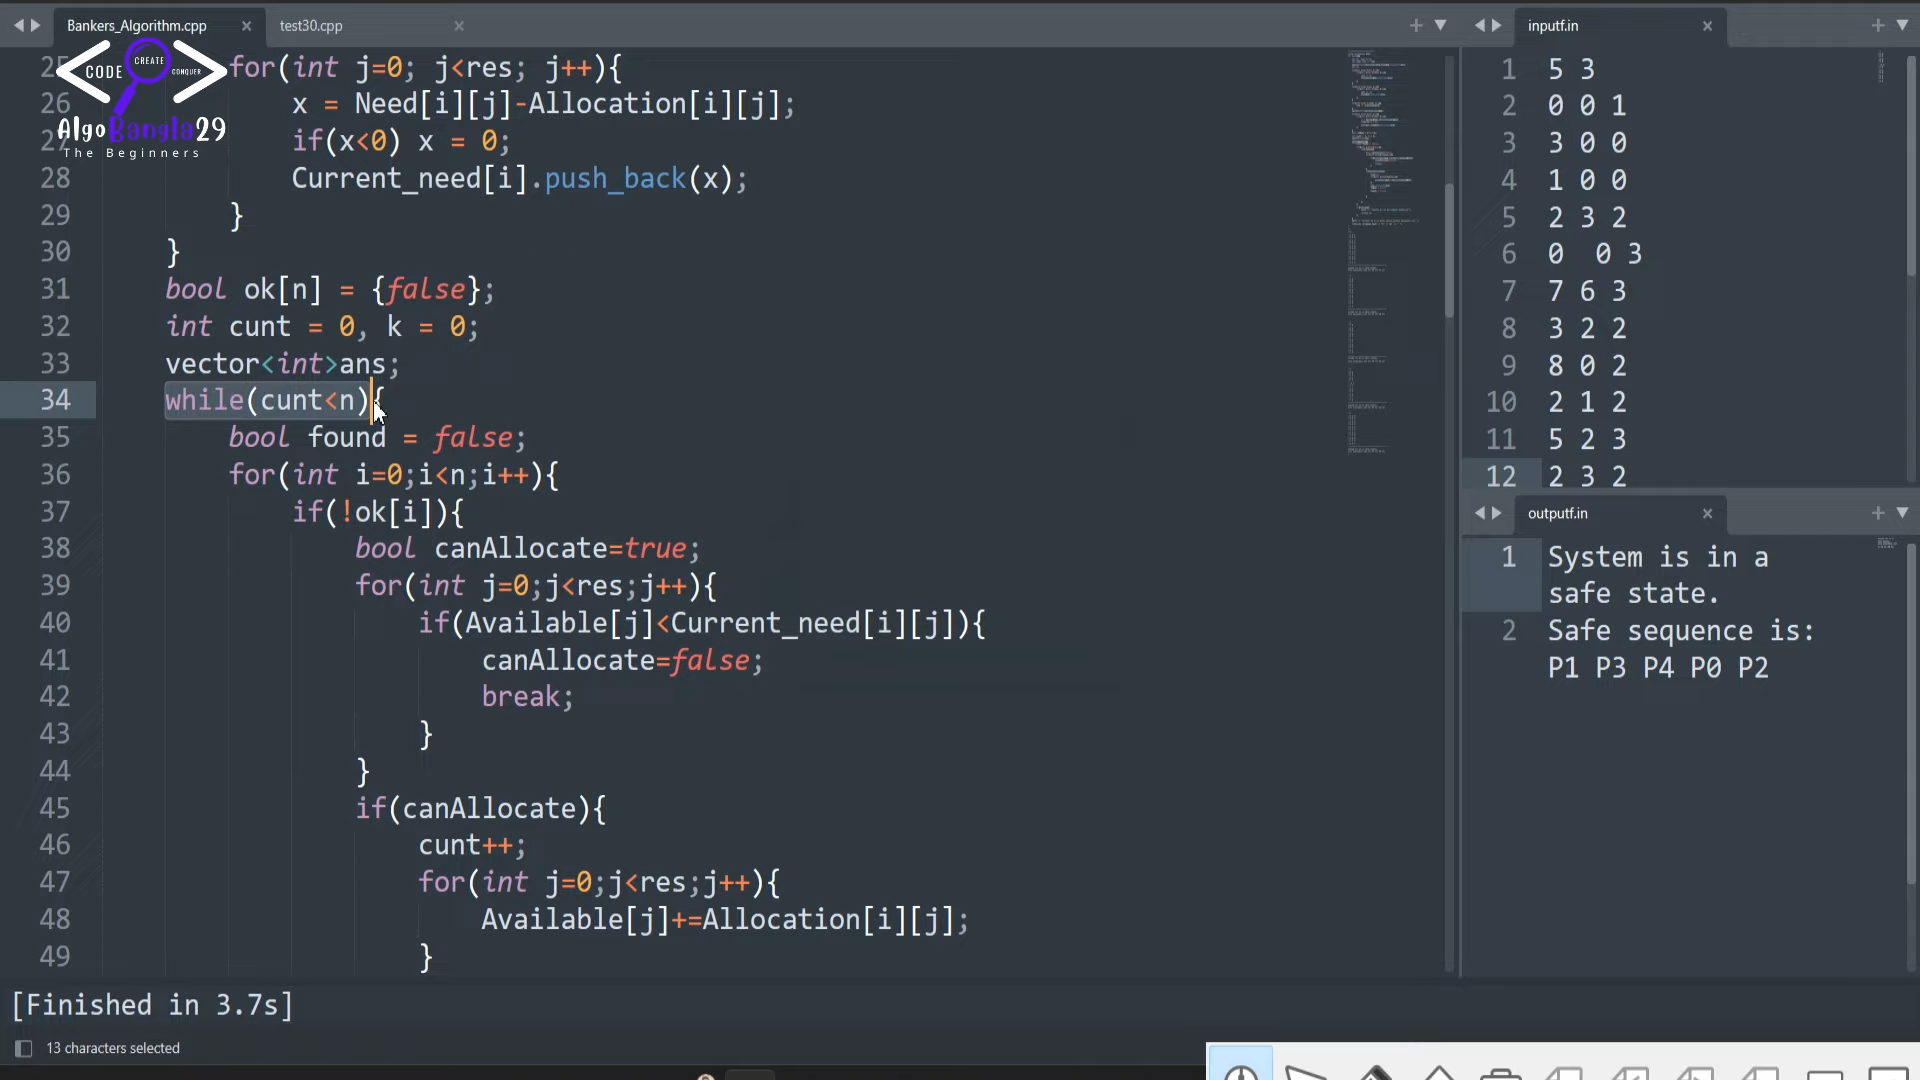 Bankers_Algorithm.cpp
test30.cpp
CODE CREATE CONQUER
AlgoBangla29
The Beginners
25 for(int j=0; j<res; j++){
26 x = Need[i][j]-Allocation[i][j];
27 if(x<0) x = 0;
28 Current_need[i].push_back(x);
29 }
30 }
31 bool ok[n] = {false};
32 int cunt = 0, k = 0;
33 vector<int>ans;
34 while(cunt<n){
35 bool found = false;
36 for(int i=0;i<n;i++){
37 if(!ok[i]){
38 bool canAllocate=true;
39 for(int j=0;j<res;j++){
40 if(Available[j]<Current_need[i][j]){
41 canAllocate=false;
42 break;
43 }
44 }
45 if(canAllocate){
46 cunt++;
47 for(int j=0;j<res;j++){
48 Available[j]+=Allocation[i][j];
49 }
inputf.in
1 5 3
2 0 0 1
3 3 0 0
4 1 0 0
5 2 3 2
6 0  0 3
7 7 6 3
8 3 2 2
9 8 0 2
10 2 1 2
11 5 2 3
12 2 3 2
outputf.in
1 System is in a
safe state.
2 Safe sequence is:
P1 P3 P4 P0 P2
[Finished in 3.7s]
13 characters selected